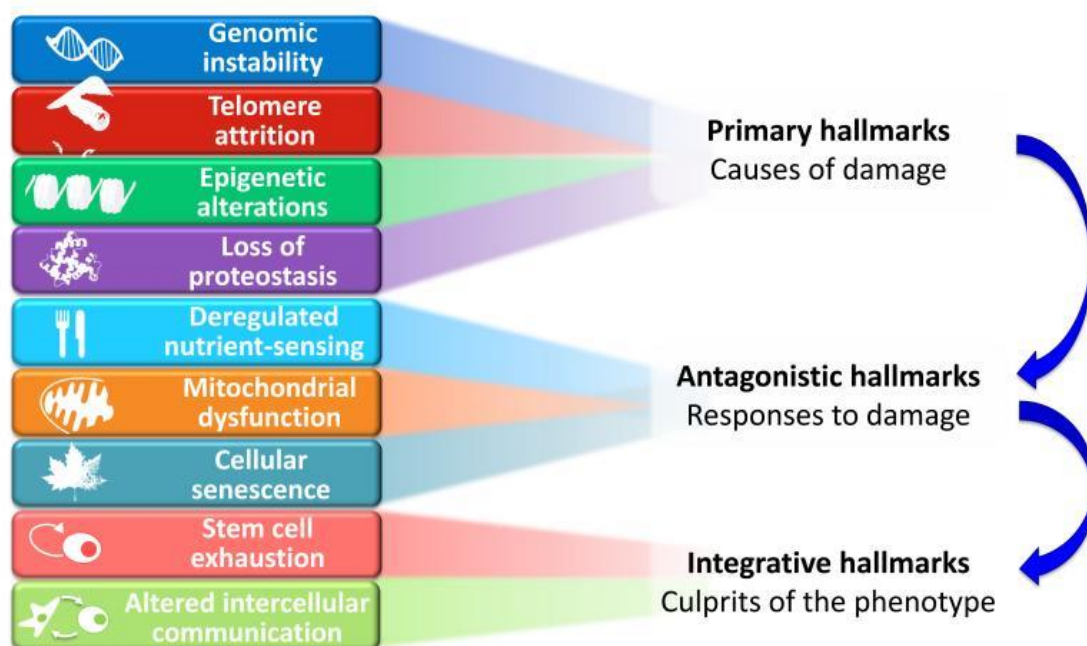 Genomic
instability
Telomere
attrition
Epigenetic
alterations
Loss of
proteostasis
Deregulated
nutrient-sensing
Mitochondrial
dysfunction
Cellular
senescence
Stem cell
exhaustion
Altered intercellular
communication
Primary hallmarks
Causes of damage
Antagonistic hallmarks
Responses to damage
Integrative hallmarks
Culprits of the phenotype